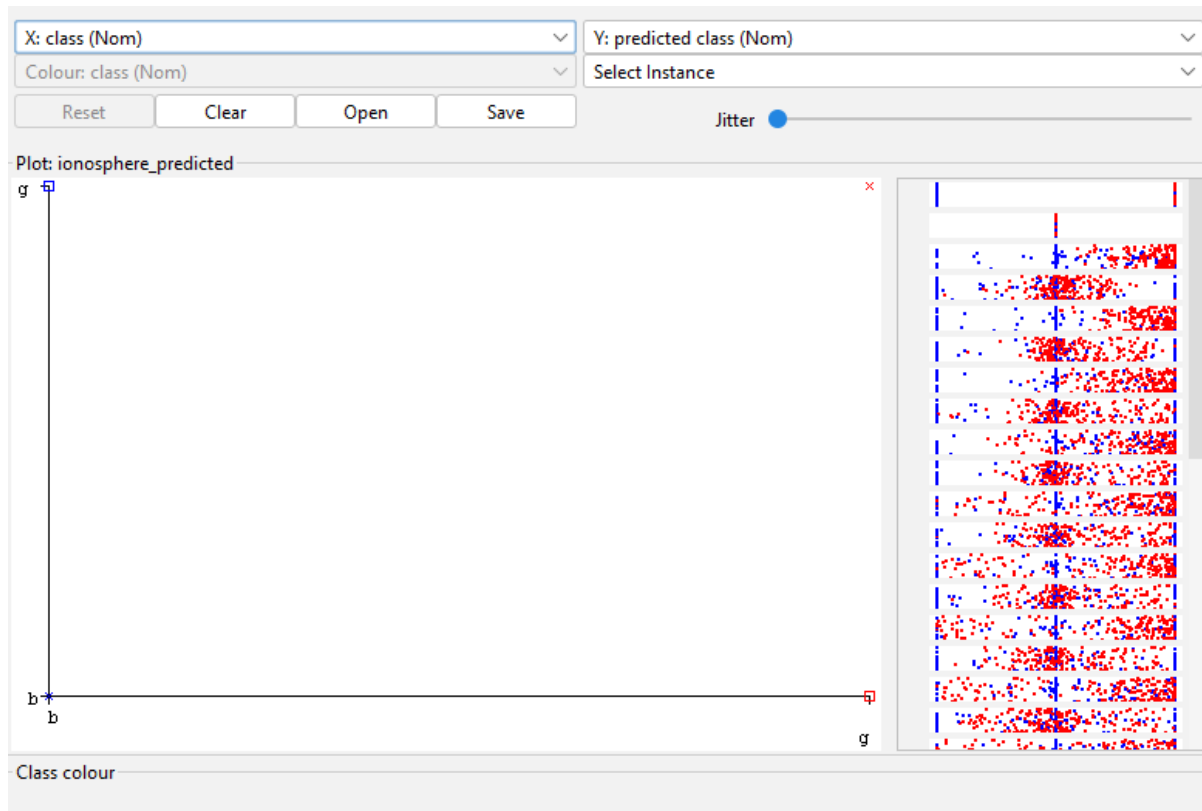 X: class (Nom)
Y: predicted class (Nom)
Colour: class (Nom)
Select Instance
Reset
Clear
Open
Save
Jitter
Plot: ionosphere_predicted
g
b
b
g
Class colour